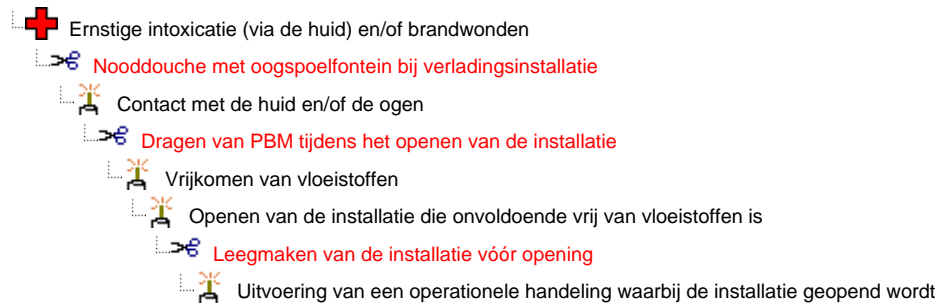 Ernstige intoxicatie (via de huid) en/of brandwonden
Nooddouche met oogspoelfontein bij verladingsinstallatie
Contact met de huid en/of de ogen
Dragen van PBM tijdens het openen van de installatie
Vrijkomen van vloeistoffen
Openen van de installatie die onvoldoende vrij van vloeistoffen is
Leegmaken van de installatie vóór opening
Uitvoering van een operationele handeling waarbij de installatie geopend wordt